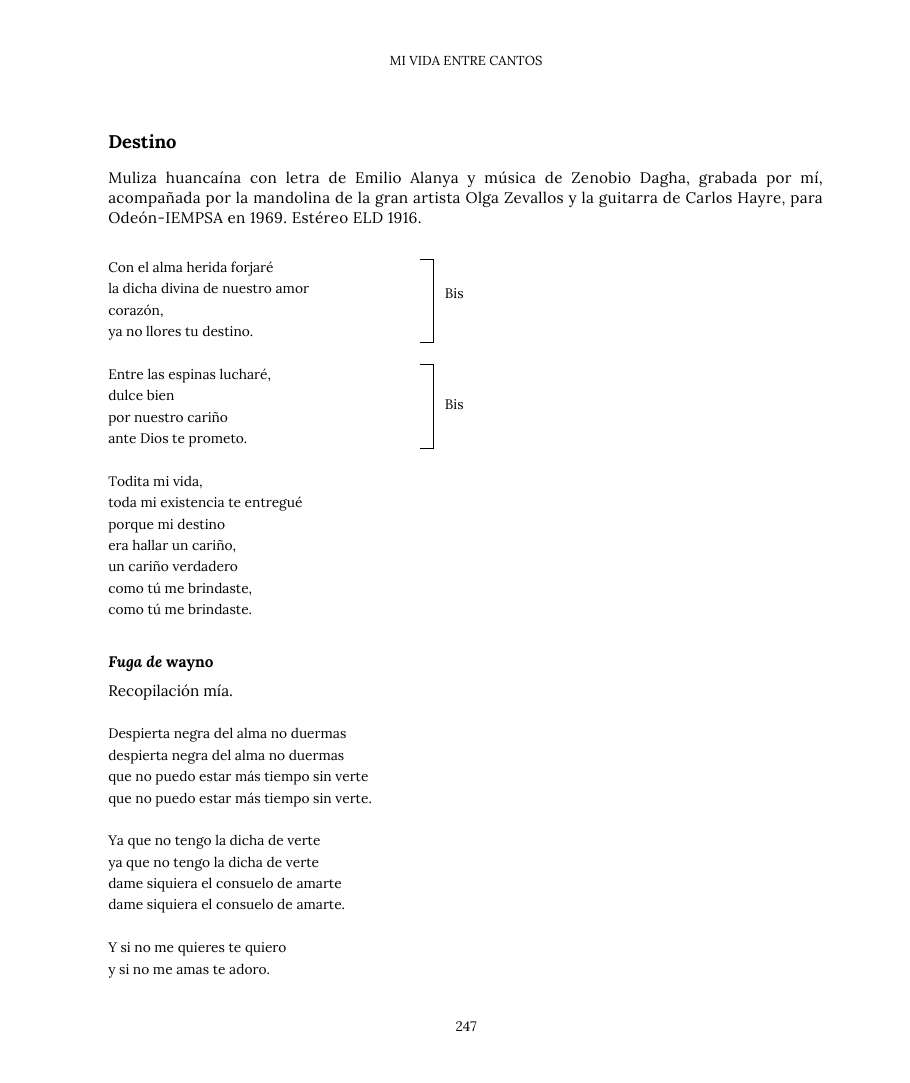 MI VIDA ENTRE CANTOS
Destino
Muliza huancaína con letra de Emilio Alanya y música de Zenobio Dagha, grabada por mí,
acompañada por la mandolina de la gran artista Olga Zevallos y la guitarra de Carlos Hayre, para
Odeón-IEMPSA en 1969. Estéreo ELD 1916.
Con el alma herida forjaré
la dicha divina de nuestro amor
corazón,
ya no llores tu destino.
Bis
Entre las espinas lucharé,
dulce bien
por nuestro cariño
ante Dios te prometo.
Bis
Todita mi vida,
toda mi existencia te entregué
porque mi destino
era hallar un cariño,
un cariño verdadero
como tú me brindaste,
como tú me brindaste.
Fuga de wayno
Recopilación mía.
Despierta negra del alma no duermas
despierta negra del alma no duermas
que no puedo estar más tiempo sin verte
que no puedo estar más tiempo sin verte.
Ya que no tengo la dicha de verte
ya que no tengo la dicha de verte
dame siquiera el consuelo de amarte
dame siquiera el consuelo de amarte.
Y si no me quieres te quiero
y si no me amas te adoro.
247